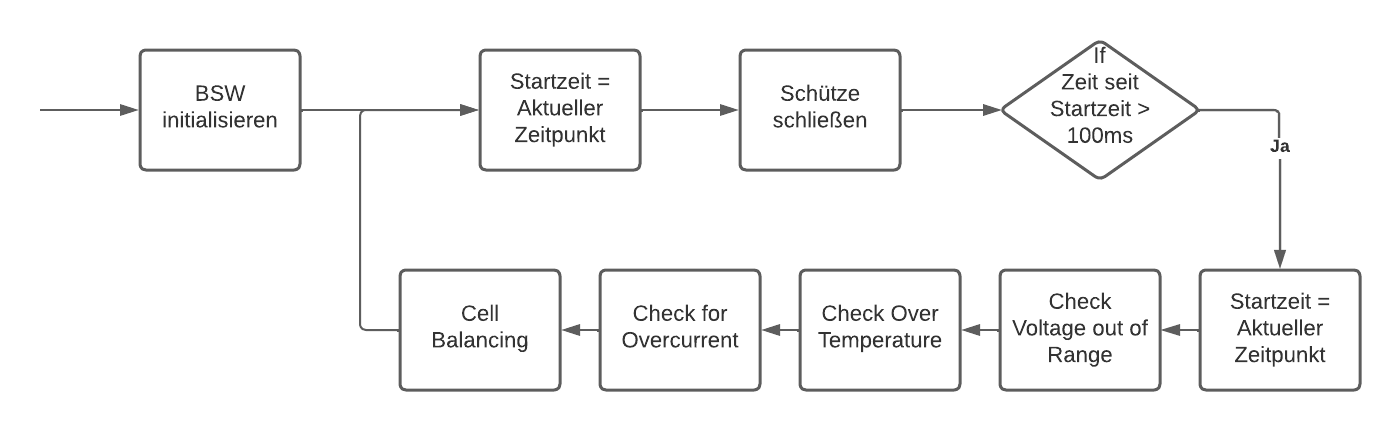 BSW
initialisieren
Startzeit =
Aktueller
Zeitpunkt
Schütze
schließen
If
Zeit seit
Startzeit >
100ms
Ja
Cell
Balancing
Check for
Overcurrent
Check Over
Temperature
Check
Voltage out of
Range
Startzeit =
Aktueller
Zeitpunkt